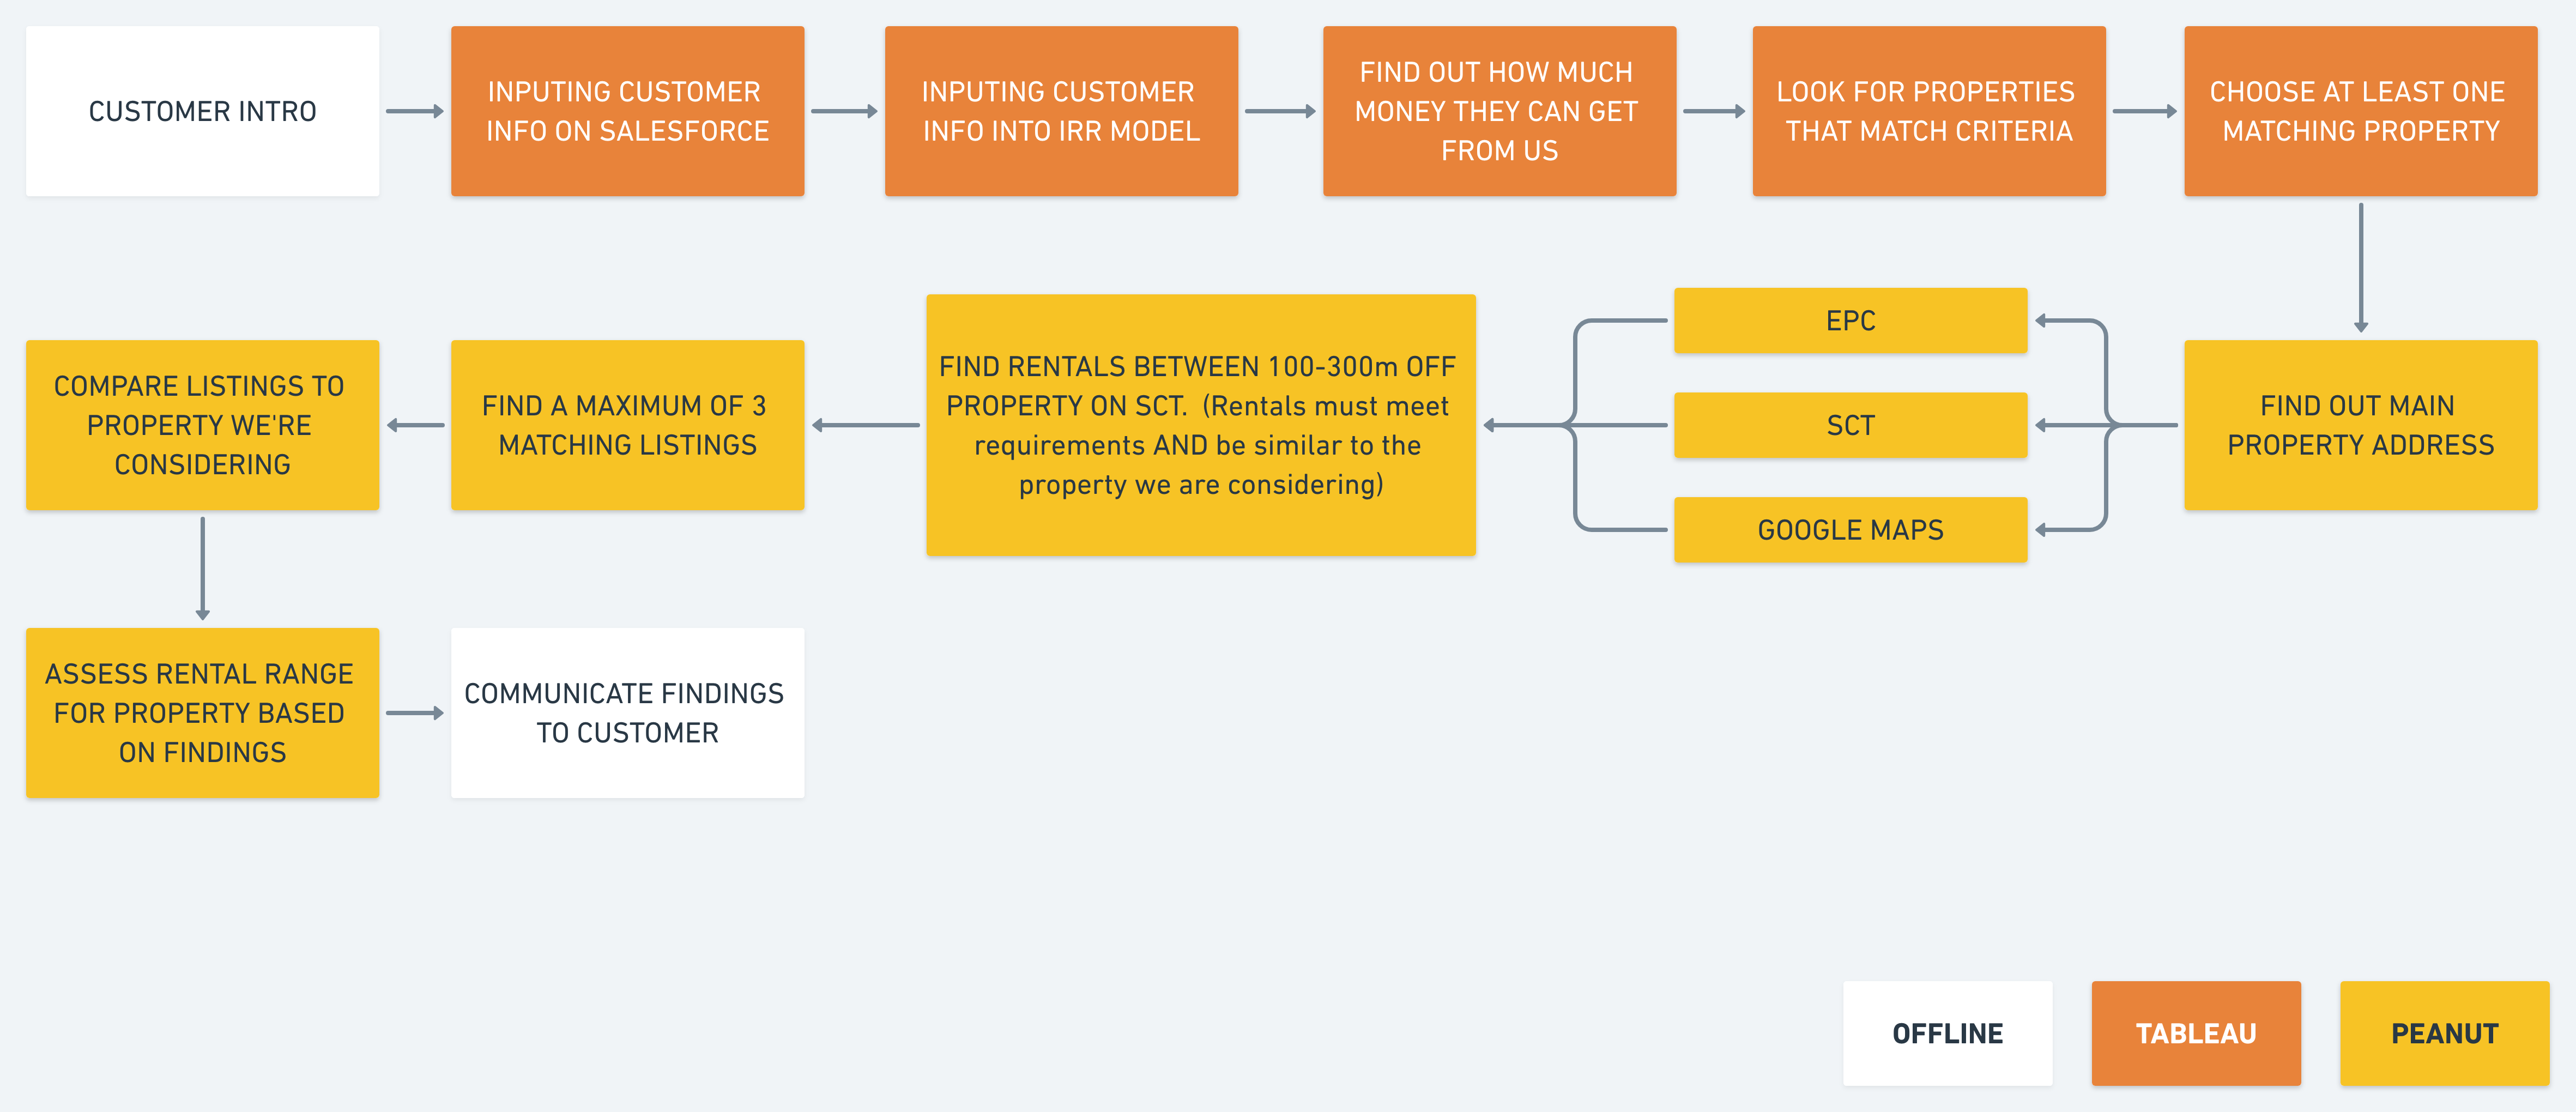 CUSTOMER INTRO
INPUTING CUSTOMER
INFO ON SALESFORCE
INPUTING CUSTOMER
INFO INTO IRR MODEL
FIND OUT HOW MUCH
MONEY THEY CAN GET
FROM US
LOOK FOR PROPERTIES
THAT MATCH CRITERIA
CHOOSE AT LEAST ONE
MATCHING PROPERTY
FIND OUT MAIN
PROPERTY ADDRESS
EPC
SCT
GOOGLE MAPS
FIND RENTALS BETWEEN 100-300m OFF
PROPERTY ON SCT. (Rentals must meet
requirements AND be similar to the
property we are considering)
FIND A MAXIMUM OF 3
MATCHING LISTINGS
COMPARE LISTINGS TO
PROPERTY WE'RE
CONSIDERING
ASSESS RENTAL RANGE
FOR PROPERTY BASED
ON FINDINGS
COMMUNICATE FINDINGS
TO CUSTOMER
OFFLINE
TABLEAU
PEANUT